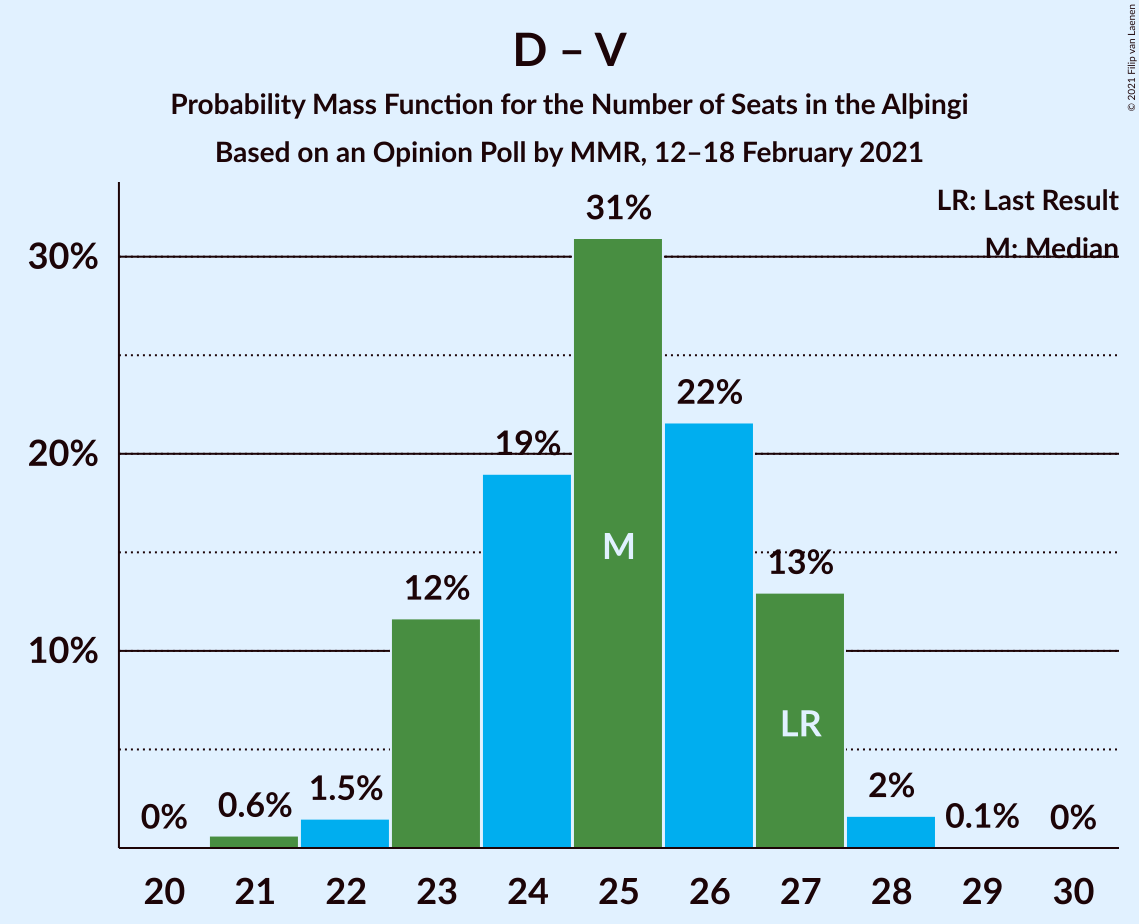 D – V
Probability Mass Function for the Number of Seats in the Alþingi
Based on an Opinion Poll by MMR, 12–18 February 2021
© 2021 Filip van Laenen
LR: Last Result
M: Median
30%
20%
10%
0%
0.6%
1.5%
12%
19%
31%
22%
13%
2%
0.1%
0%
M
LR
20 21 22 23 24 25 26 27 28 29 30